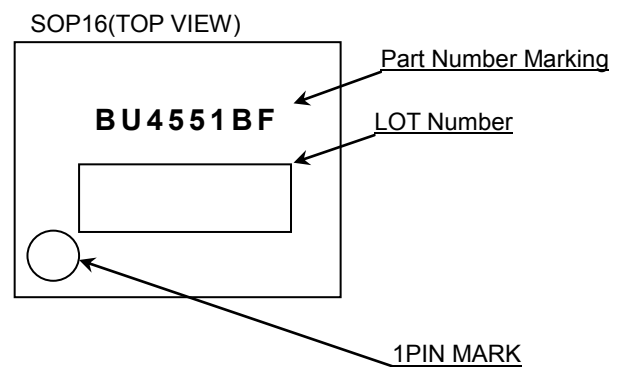 SOP16(TOP VIEW)
Part Number Marking
BU4551BF
LOT Number
1PIN MARK